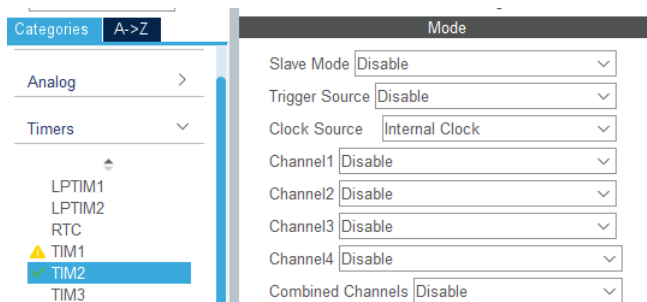 Categories A->Z
Analog
Timers
LPTIM1
LPTIM2
RTC
TIM1
TIM2
TIM3
Mode
Slave Mode Disable
Trigger Source Disable
Clock Source Internal Clock
Channel1 Disable
Channel2 Disable
Channel3 Disable
Channel4 Disable
Combined Channels Disable